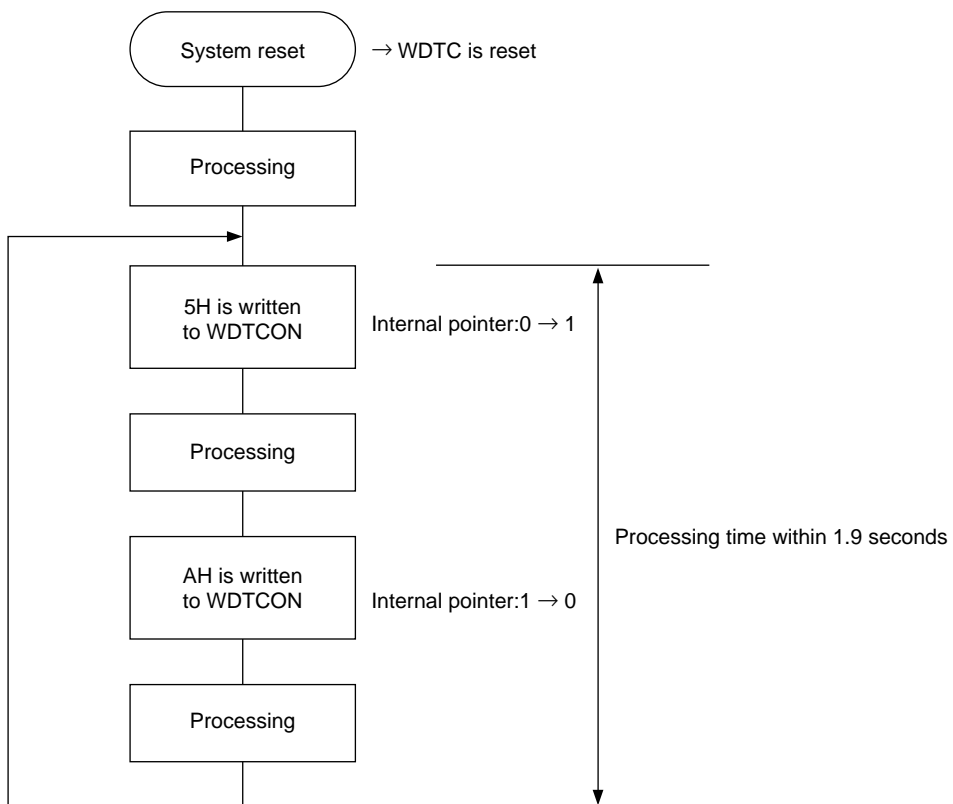 System reset
→ WDTC is reset
Processing
5H is written
to WDTCON
Internal pointer:0 → 1
Processing
Processing time within 1.9 seconds
AH is written
to WDTCON
Internal pointer:1 → 0
Processing